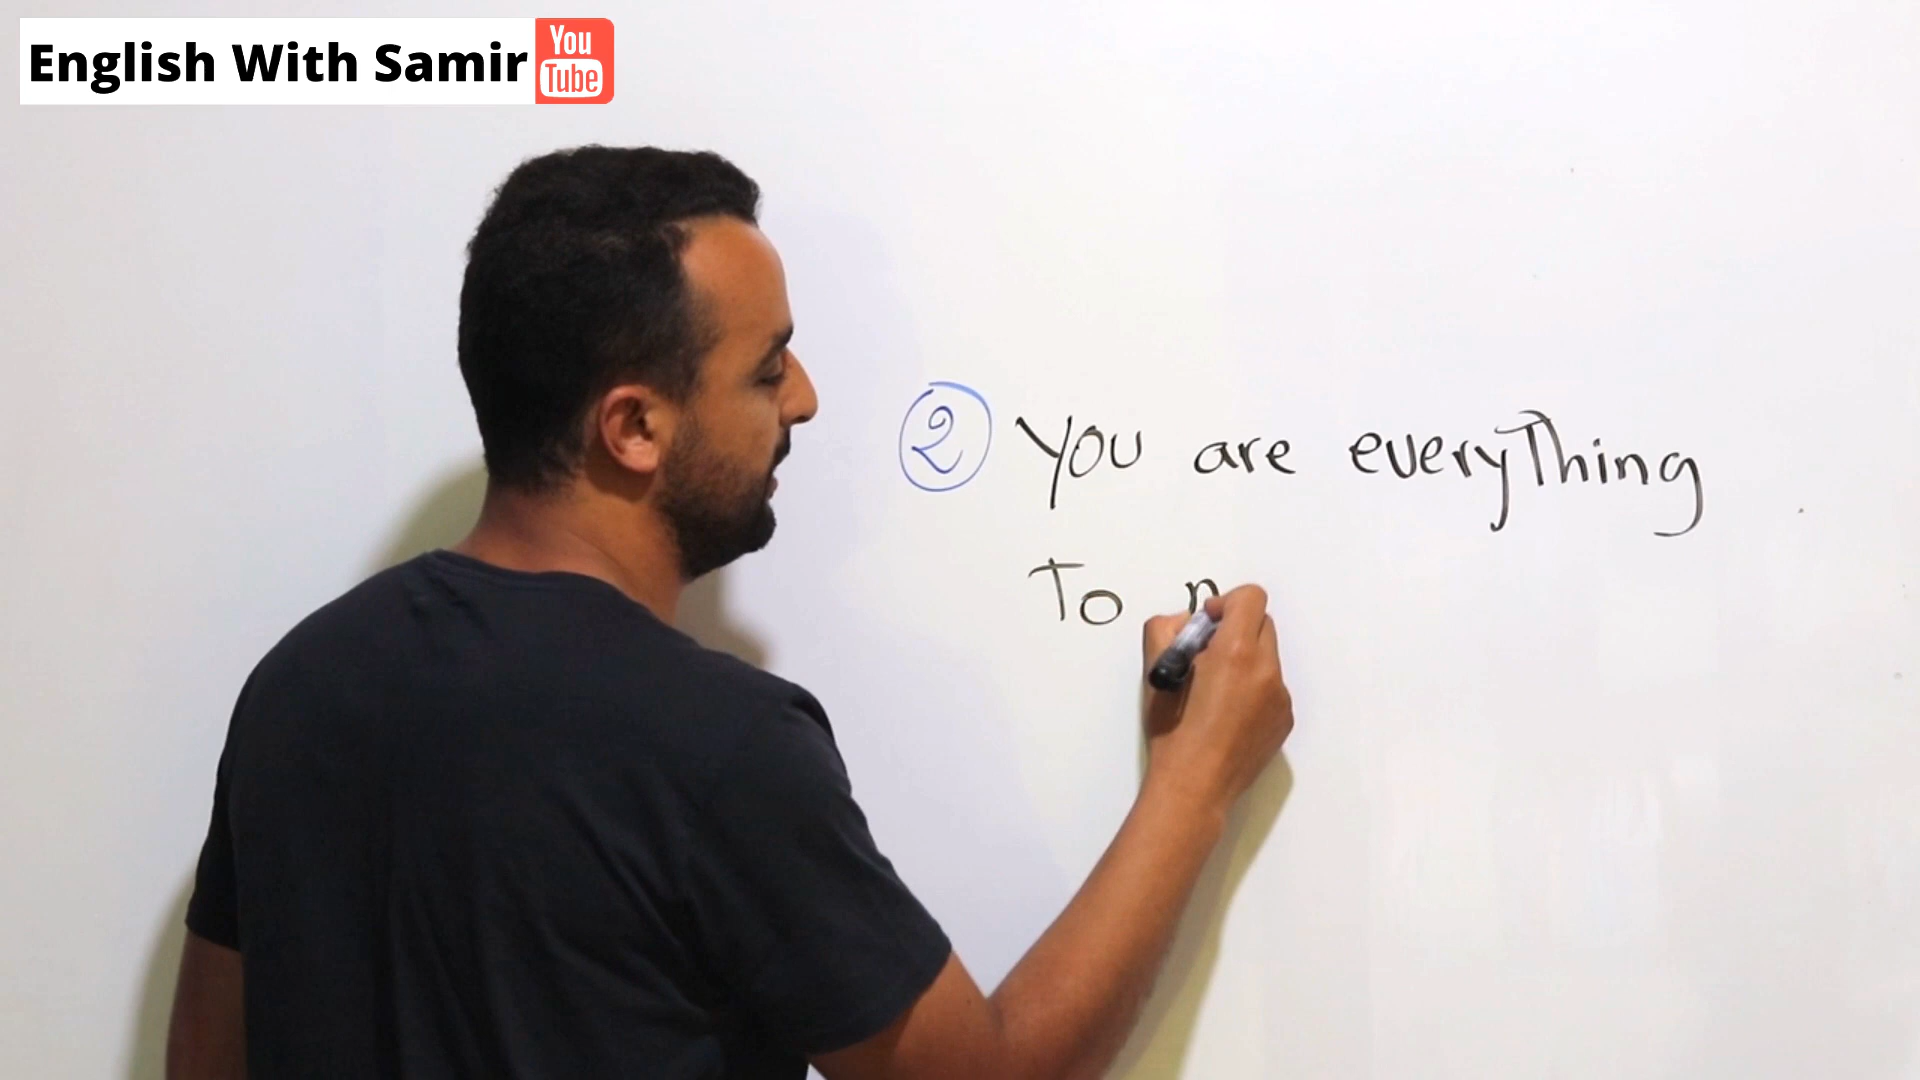 English With Samir
You
Tube
2 You are everyThing
To